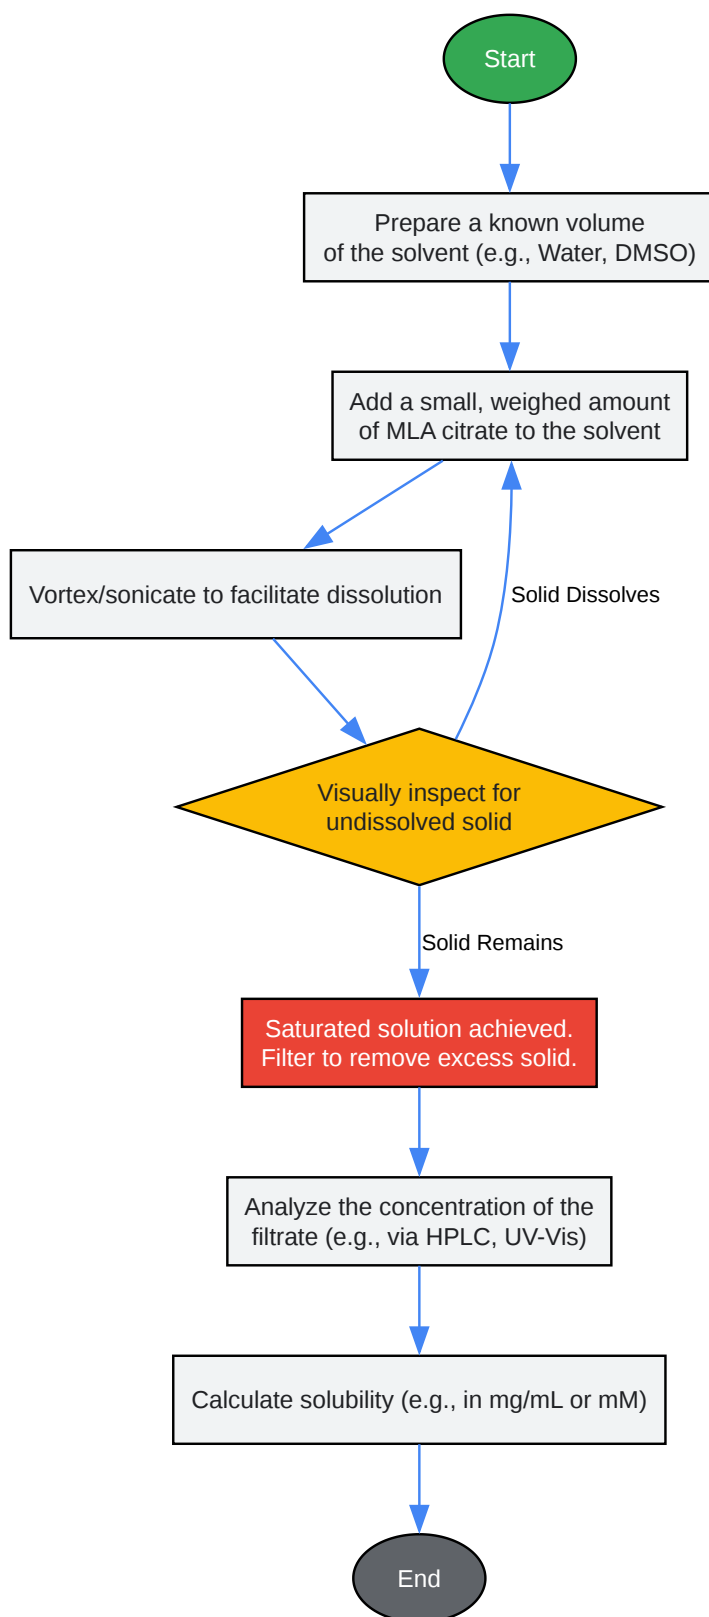 Start
Prepare a known volume
of the solvent (e.g., Water, DMSO)
Add a small, weighed amount
of MLA citrate to the solvent
Vortex/sonicate to facilitate dissolution
Solid Dissolves
Visually inspect for
undissolved solid
Solid Remains
Saturated solution achieved.
Filter to remove excess solid.
Analyze the concentration of the
filtrate (e.g., via HPLC, UV-Vis)
Calculate solubility (e.g., in mg/mL or mM)
End